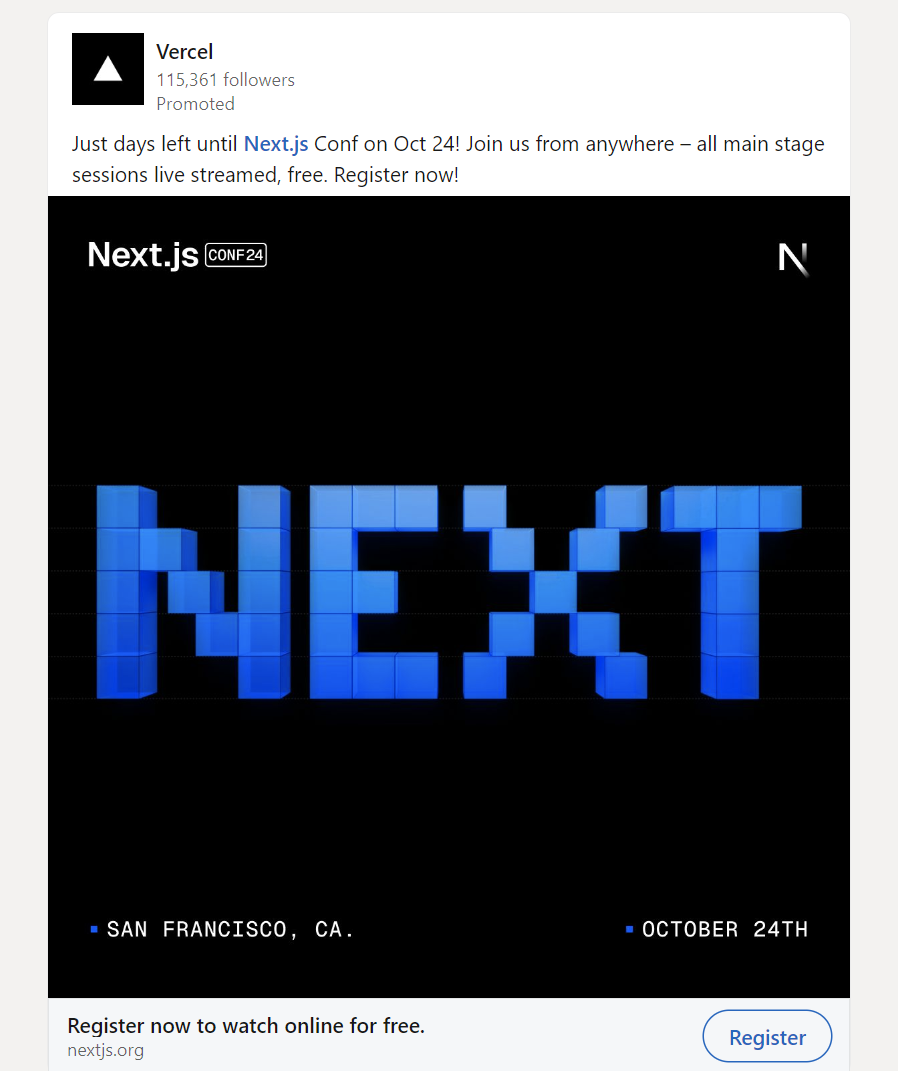 Vercel
115,361 followers
Promoted
Just days left until Next.js Conf on Oct 24! Join us from anywhere – all main stage
sessions live streamed, free. Register now!
Next.js CONF24
N
NEXT
SAN FRANCISCO, CA.
OCTOBER 24TH
Register now to watch online for free.
nextjs.org
Register